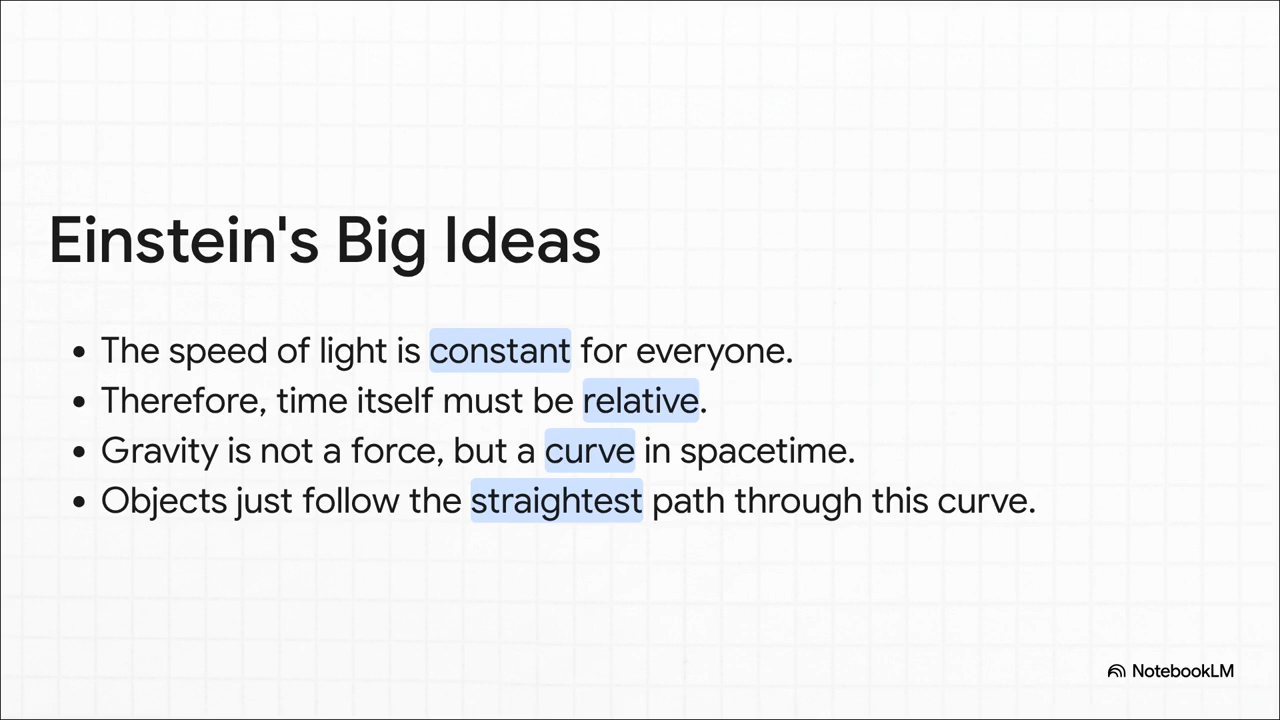 Einstein's Big Ideas
• The speed of light is constant for everyone.
• Therefore, time itself must be relative.
• Gravity is not a force, but a curve in spacetime.
• Objects just follow the straightest path through this curve.
NotebookLM